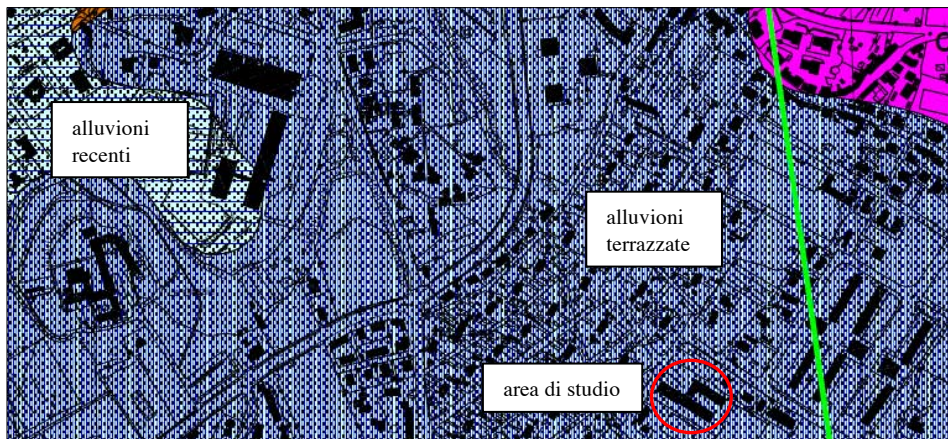 alluvioni
recenti
alluvioni
terrazzate
area di studio